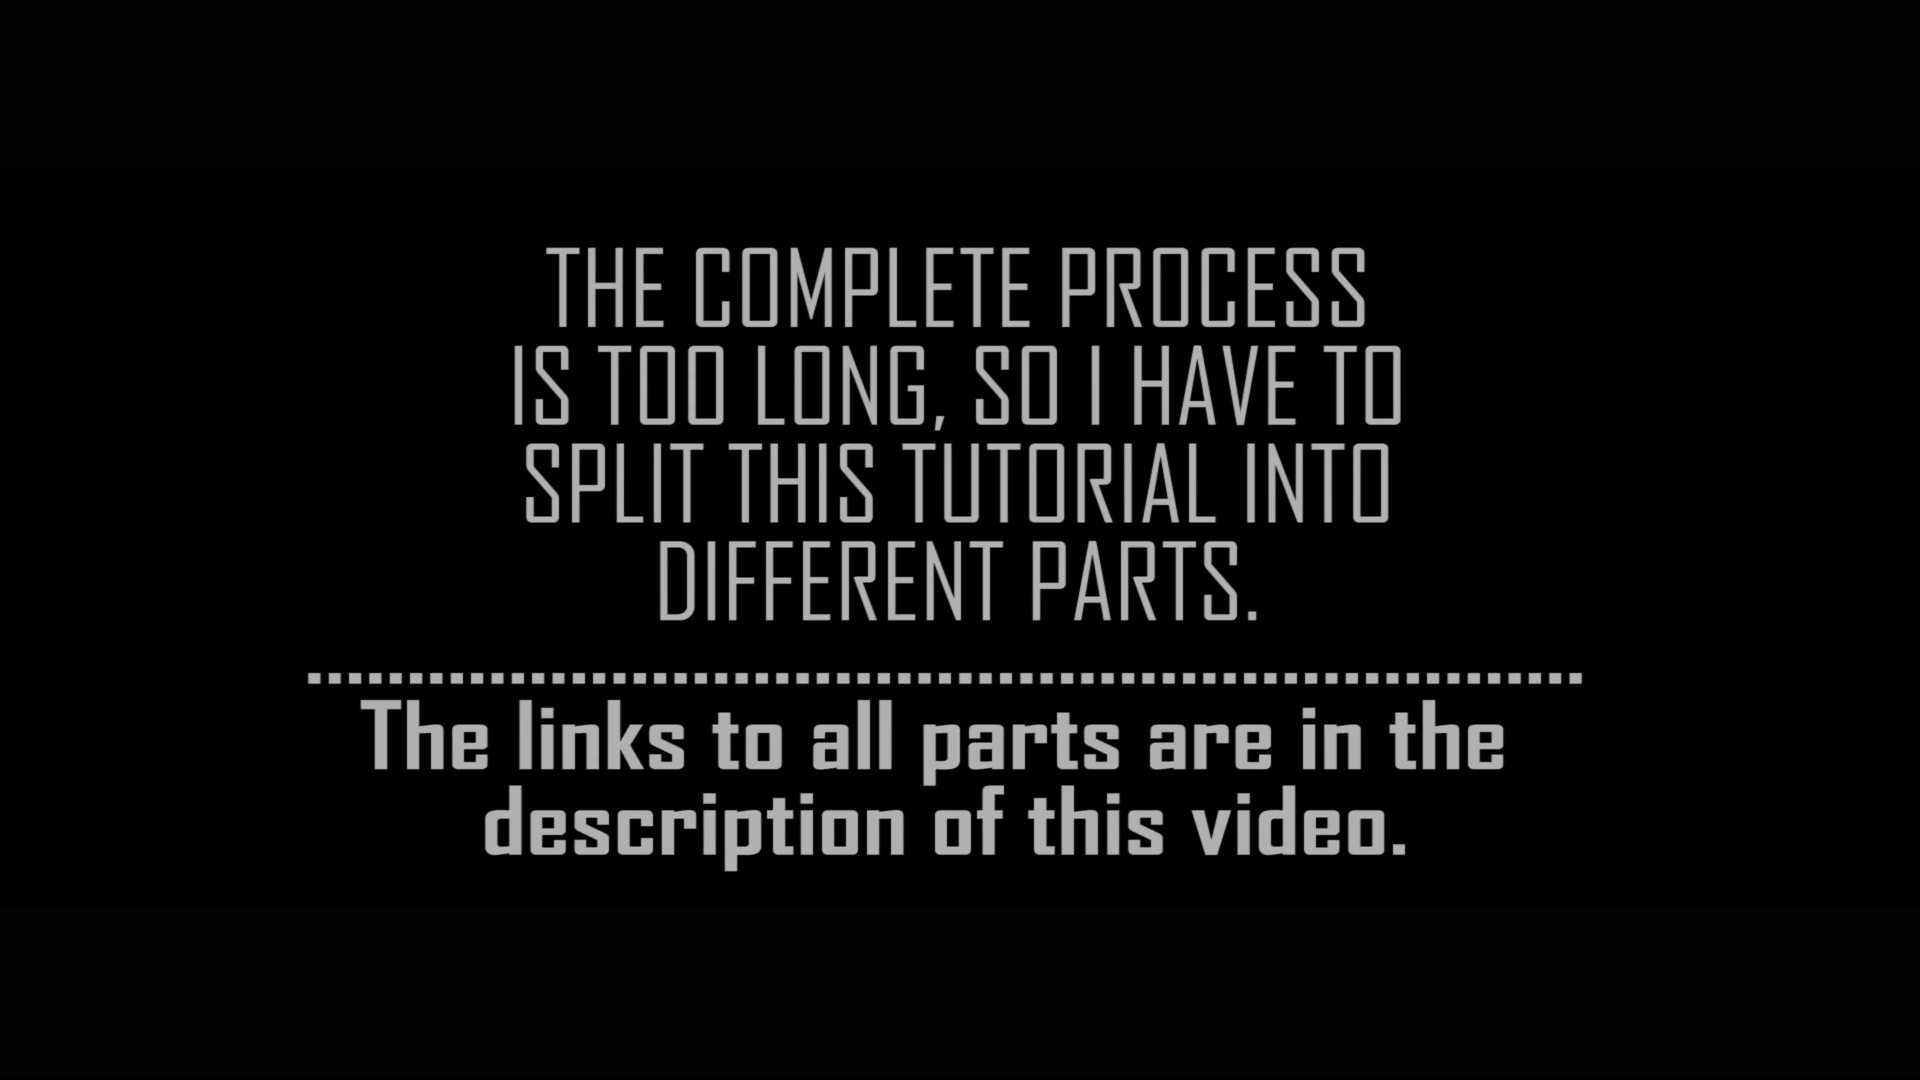 THE COMPLETE PROCESS
IS TOO LONG, SO I HAVE TO
SPLIT THIS TUTORIAL INTO
DIFFERENT PARTS.
The links to all parts are in the
description of this video.